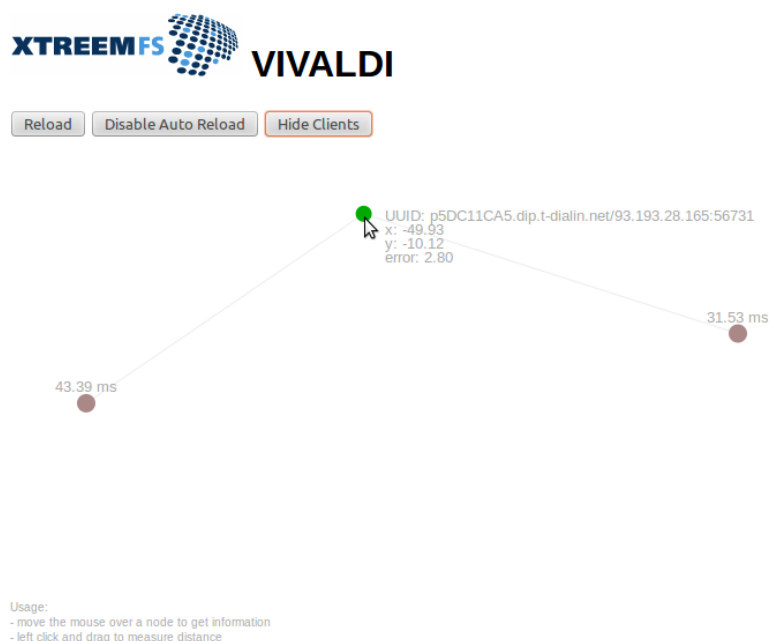 XTREEMFS
VIVALDI
Reload
Disable Auto Reload
Hide Clients
UUID: p5DC11CA5.dip.t-dialin.net/93.193.28.165:56731
x: -49.93
y: -10.12
error: 2.80
31.53 ms
43.39 ms
Usage:
- move the mouse over a node to get information
- left click and drag to measure distance